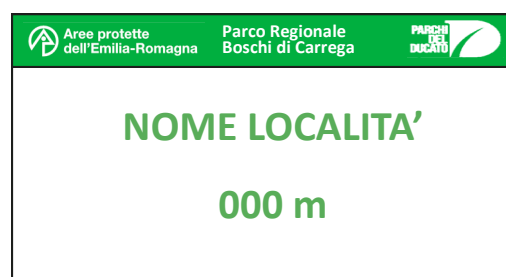 Aree protette
dell'Emilia-Romagna
Parco Regionale
Boschi di Carrega
PARCHI
DEL
DUCATO
NOME LOCALITA’
000 m